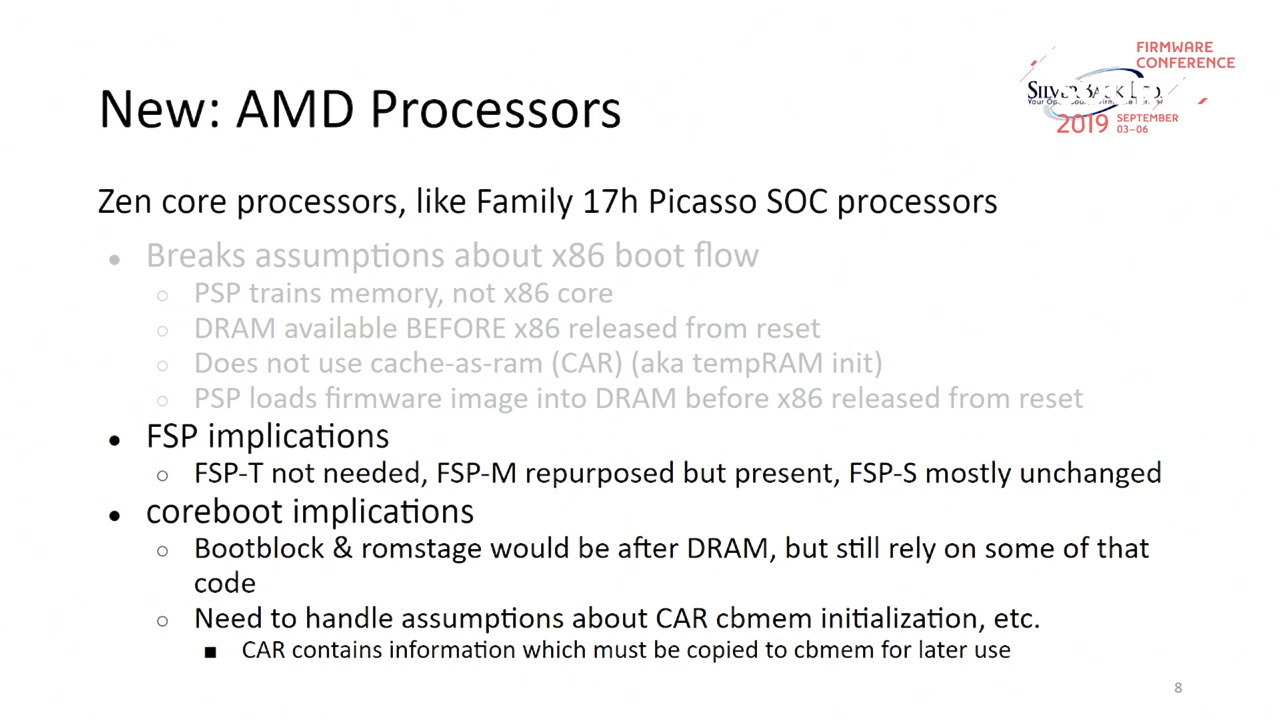 FIRMWARE
CONFERENCE
2019 SEPTEMBER
03–06
New: AMD Processors
Zen core processors, like Family 17h Picasso SOC processors
• Breaks assumptions about x86 boot flow
○ PSP trains memory, not x86 core
○ DRAM available BEFORE x86 released from reset
○ Does not use cache-as-ram (CAR) (aka tempRAM init)
○ PSP loads firmware image into DRAM before x86 released from reset
• FSP implications
○ FSP-T not needed, FSP-M repurposed but present, FSP-S mostly unchanged
• coreboot implications
○ Bootblock & romstage would be after DRAM, but still rely on some of that
code
○ Need to handle assumptions about CAR cbmem initialization, etc.
■ CAR contains information which must be copied to cbmem for later use
8